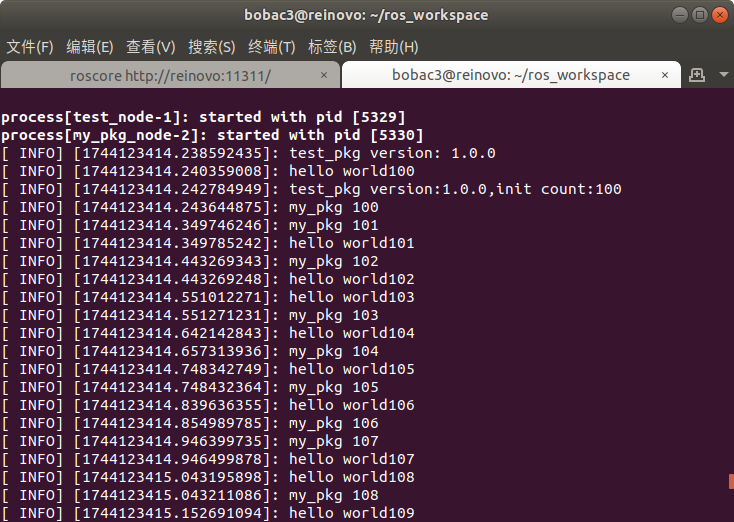 bobac3@reinovo: ~/ros_workspace
文件(F) 编辑(E) 查看(V) 搜索(S) 终端(T) 标签(B) 帮助(H)
roscore http://reinovo:11311/ × bobac3@reinovo: ~/ros_workspace ×
process[test_node-1]: started with pid [5329]
process[my_pkg_node-2]: started with pid [5330]
[ INFO] [1744123414.238592435]: test_pkg version: 1.0.0
[ INFO] [1744123414.240359008]: hello world100
[ INFO] [1744123414.242784949]: test_pkg version:1.0.0,init count:100
[ INFO] [1744123414.243644875]: my_pkg 100
[ INFO] [1744123414.349746246]: my_pkg 101
[ INFO] [1744123414.349785242]: hello world101
[ INFO] [1744123414.443269343]: my_pkg 102
[ INFO] [1744123414.443269248]: hello world102
[ INFO] [1744123414.551012271]: hello world103
[ INFO] [1744123414.551271231]: my_pkg 103
[ INFO] [1744123414.642142843]: hello world104
[ INFO] [1744123414.657313936]: my_pkg 104
[ INFO] [1744123414.748342749]: hello world105
[ INFO] [1744123414.748432364]: my_pkg 105
[ INFO] [1744123414.839636355]: hello world106
[ INFO] [1744123414.854989785]: my_pkg 106
[ INFO] [1744123414.946399735]: my_pkg 107
[ INFO] [1744123414.946499878]: hello world107
[ INFO] [1744123415.043195898]: hello world108
[ INFO] [1744123415.043211086]: my_pkg 108
[ INFO] [1744123415.152691094]: hello world109